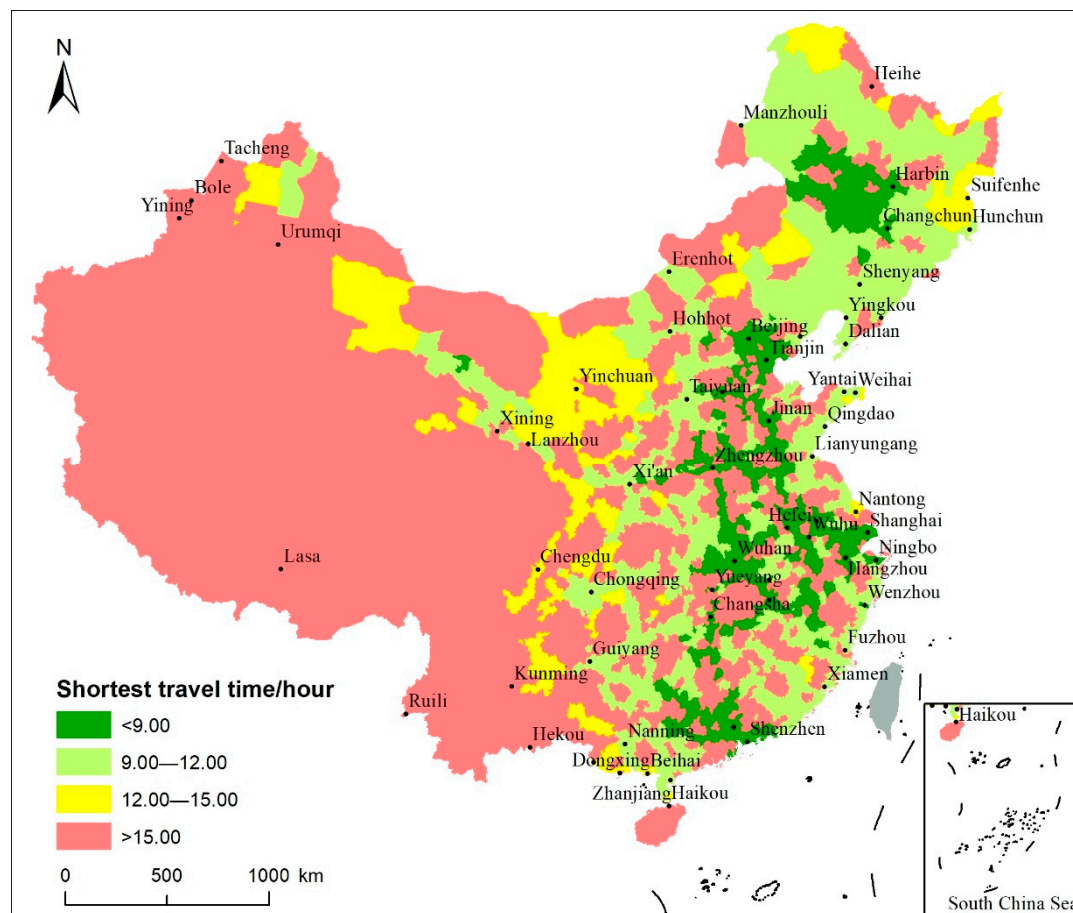 N
Heihe
Manzhouli
Tacheng
Harbin
Bole
Suifenhe
Yining
Changchun
Hunchun
Urumqi
Erenhot
Shenyang
Yingkou
Hohhot
Beijing
Dalian
Tianjin
Yinchuan
Taiyuan
Yantai
Weihai
Jinan
Qingdao
Xining
Lanzhou
Lianyungang
Zhengzhou
Xi'an
Nantong
Hefei
Wuhu
Shanghai
Lasa
Chengdu
Wuhan
Ningbo
Hangzhou
Chongqing
Yueyang
Wenzhou
Changsha
Fuzhou
Guiyang
Kunming
Xiamen
Ruili
Hekou
Nanning
Shenzhen
Dongxing
Beihai
Zhanjiang
Haikou
Shortest travel time/hour
<9.00
9.00—12.00
12.00—15.00
>15.00
0 500 1000 km
Haikou
South China Sea